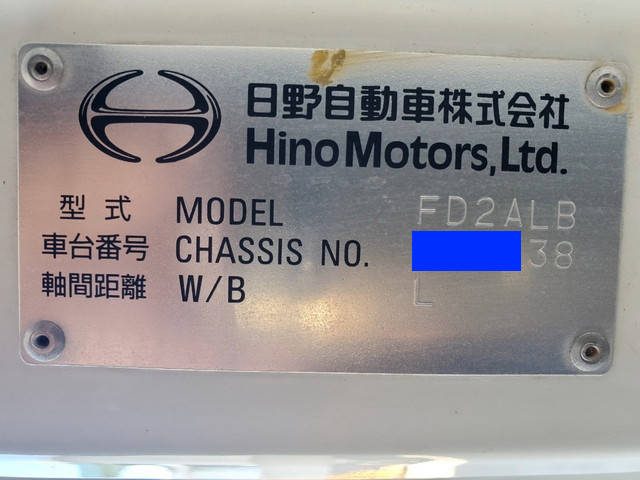 日野自動車株式会社
Hino Motors, Ltd.
型式 MODEL FD2ALB
車台番号 CHASSIS NO. 38
軸間距離 W/B L